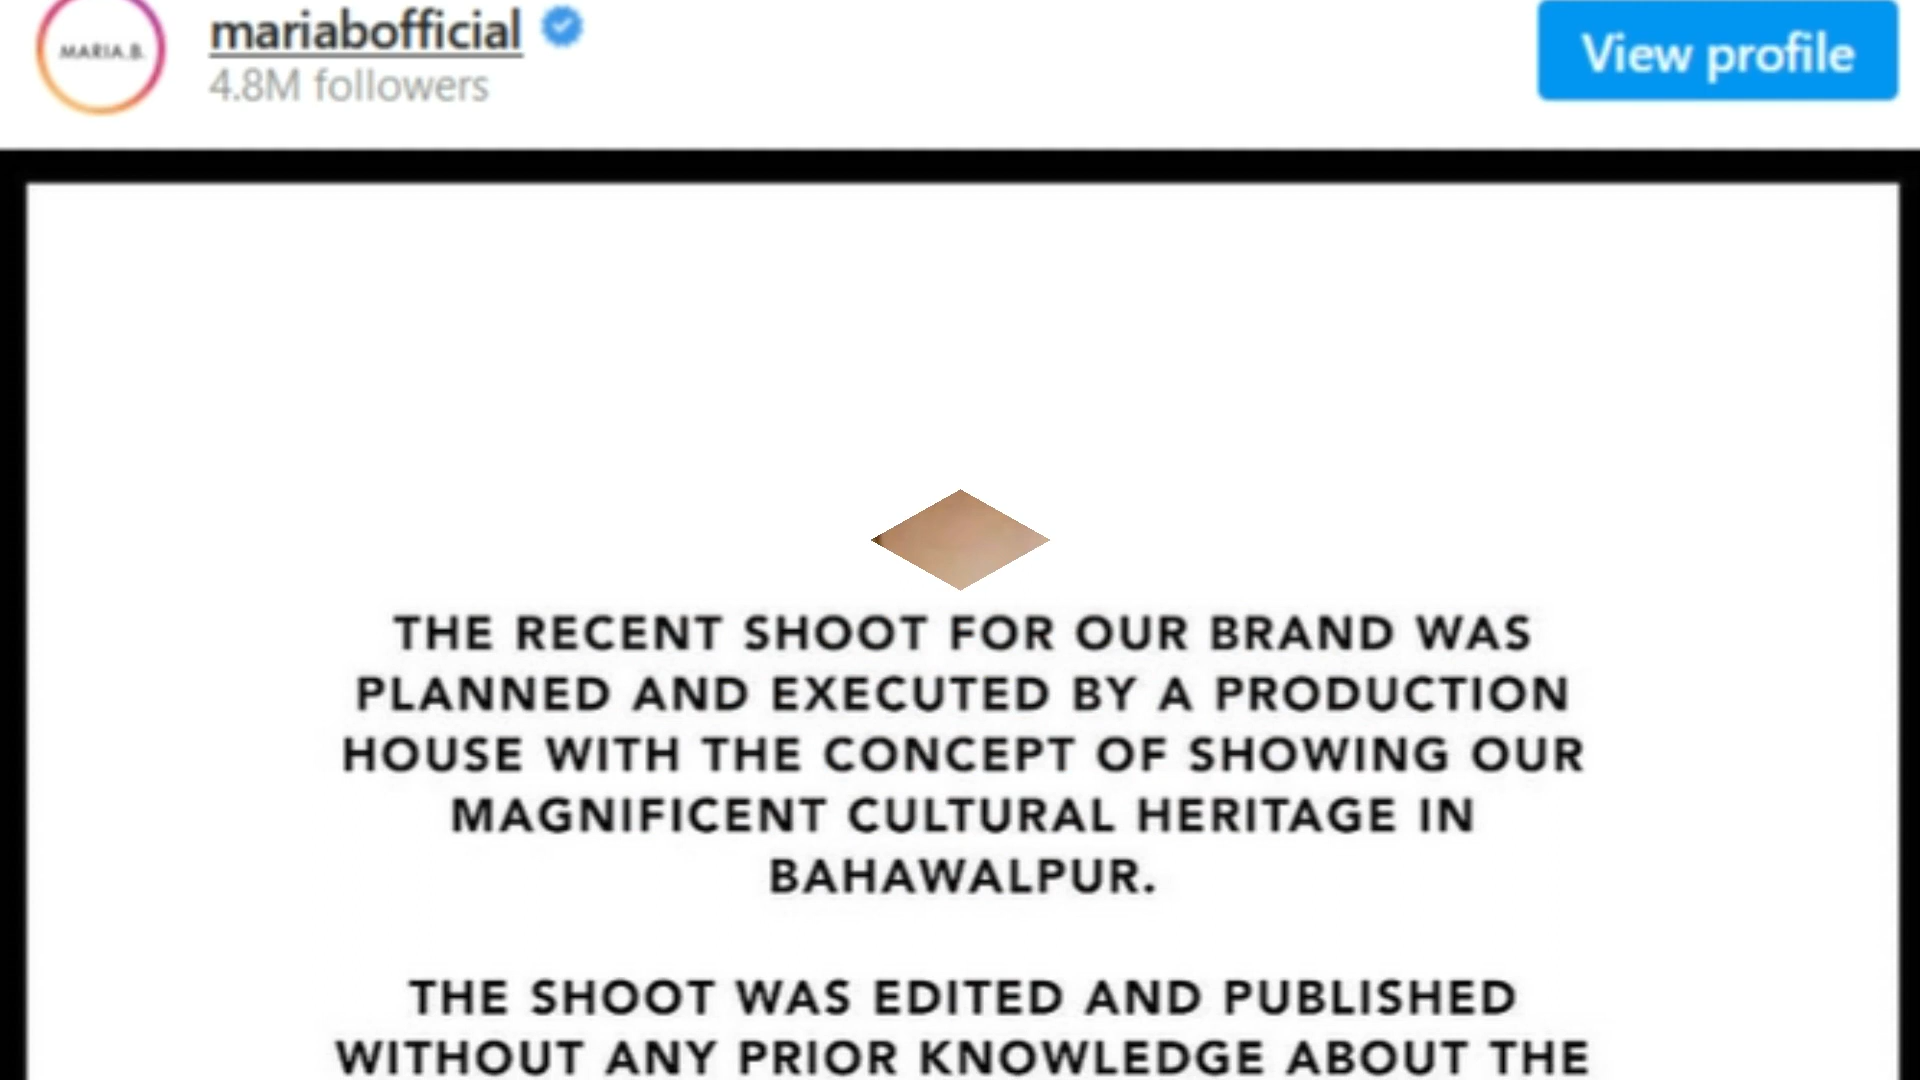 MARIA.B.
mariabofficial
4.8M followers
View profile
THE RECENT SHOOT FOR OUR BRAND WAS
PLANNED AND EXECUTED BY A PRODUCTION
HOUSE WITH THE CONCEPT OF SHOWING OUR
MAGNIFICENT CULTURAL HERITAGE IN
BAHAWALPUR.
THE SHOOT WAS EDITED AND PUBLISHED
WITHOUT ANY PRIOR KNOWLEDGE ABOUT THE